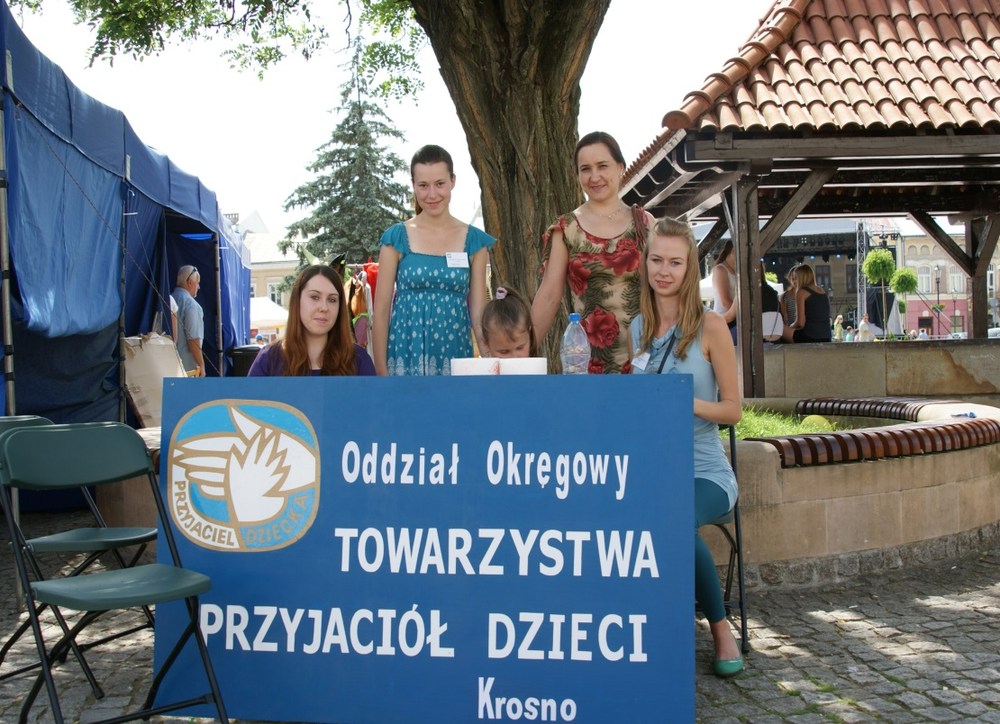 PRZYJACIEL DZIECKA
Oddział Okręgowy
TOWARZYSTWA
PRZYJACIÓŁ DZIECI
Krosno